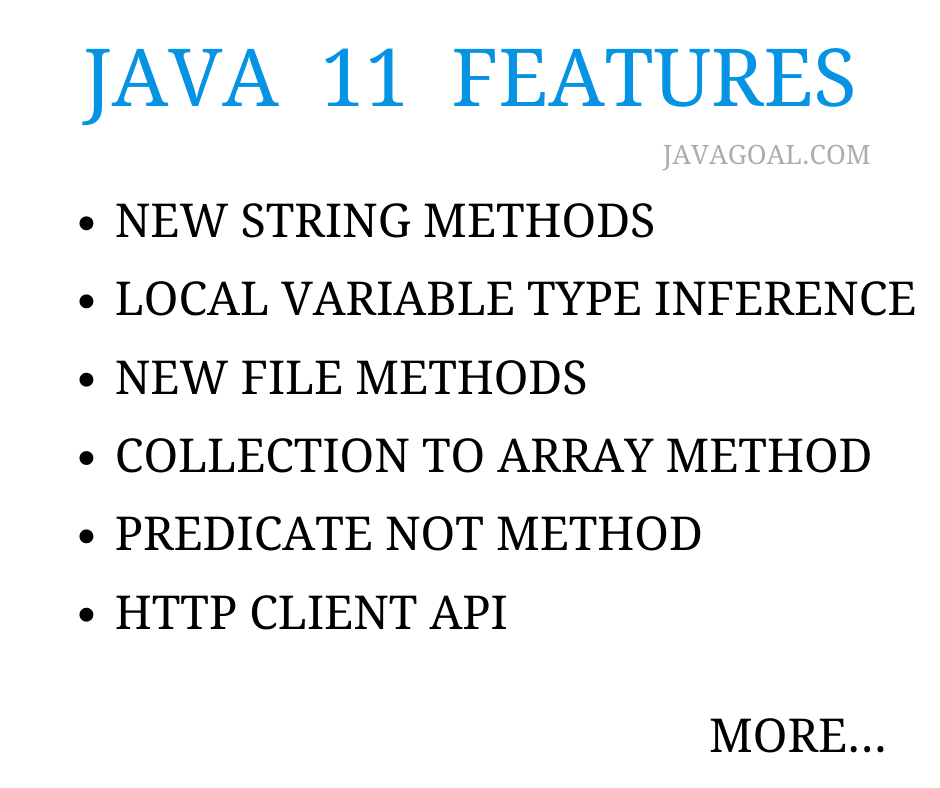 JAVA 11 FEATURES
JAVAGOAL.COM
• NEW STRING METHODS
• LOCAL VARIABLE TYPE INFERENCE
• NEW FILE METHODS
• COLLECTION TO ARRAY METHOD
• PREDICATE NOT METHOD
• HTTP CLIENT API
MORE...